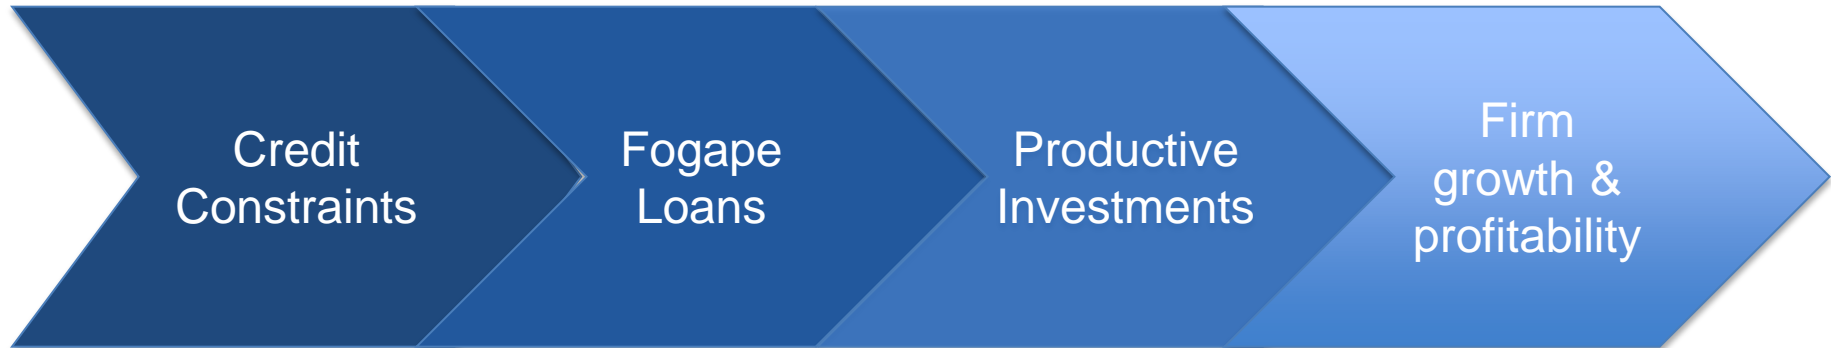 Credit
Constraints
Fogape
Loans
Productive
Investments
Firm
growth &
profitability